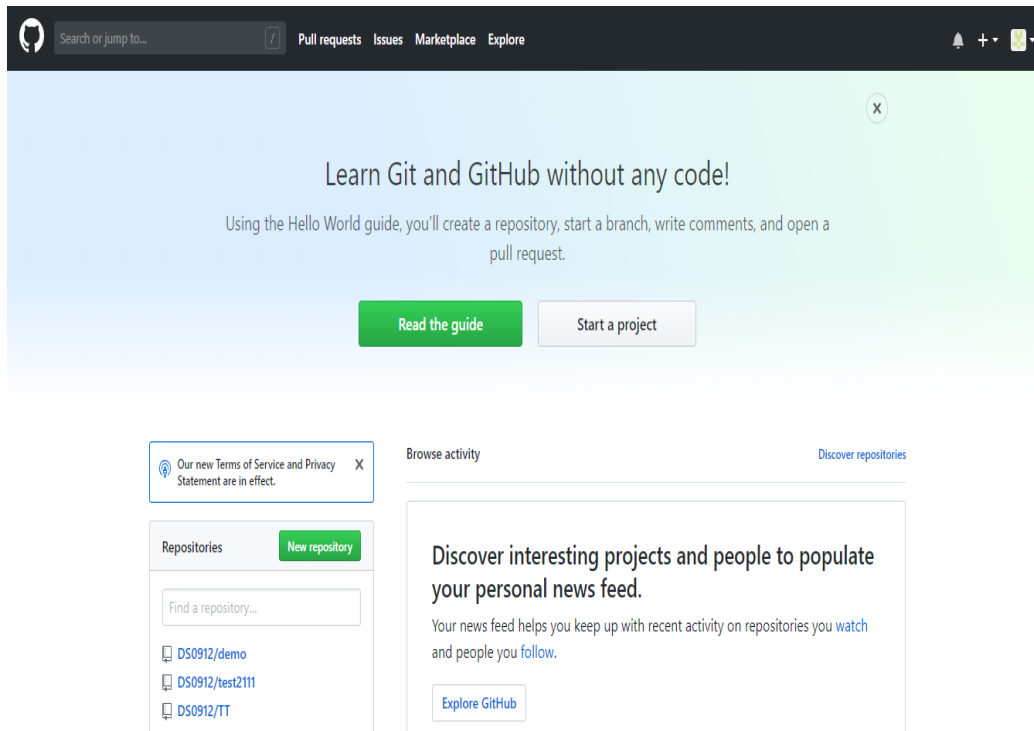 Search or jump to... /
Pull requests Issues Marketplace Explore
Learn Git and GitHub without any code!
Using the Hello World guide, you’ll create a repository, start a branch, write comments, and open a
pull request.
Read the guide
Start a project
Our new Terms of Service and Privacy
Statement are in effect.
Repositories
New repository
Find a repository...
DS0912/demo
DS0912/test2111
DS0912/TT
Browse activity
Discover repositories
Discover interesting projects and people to populate
your personal news feed.
Your news feed helps you keep up with recent activity on repositories you watch
and people you follow.
Explore GitHub